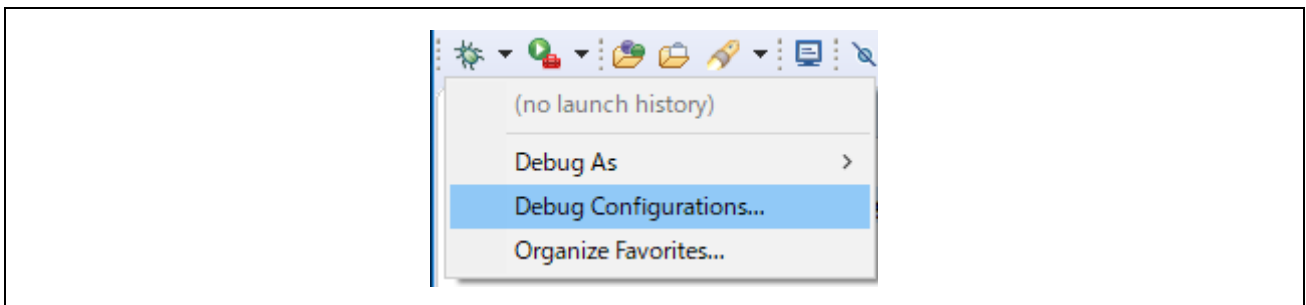 (no launch history)
Debug As
Debug Configurations...
Organize Favorites...